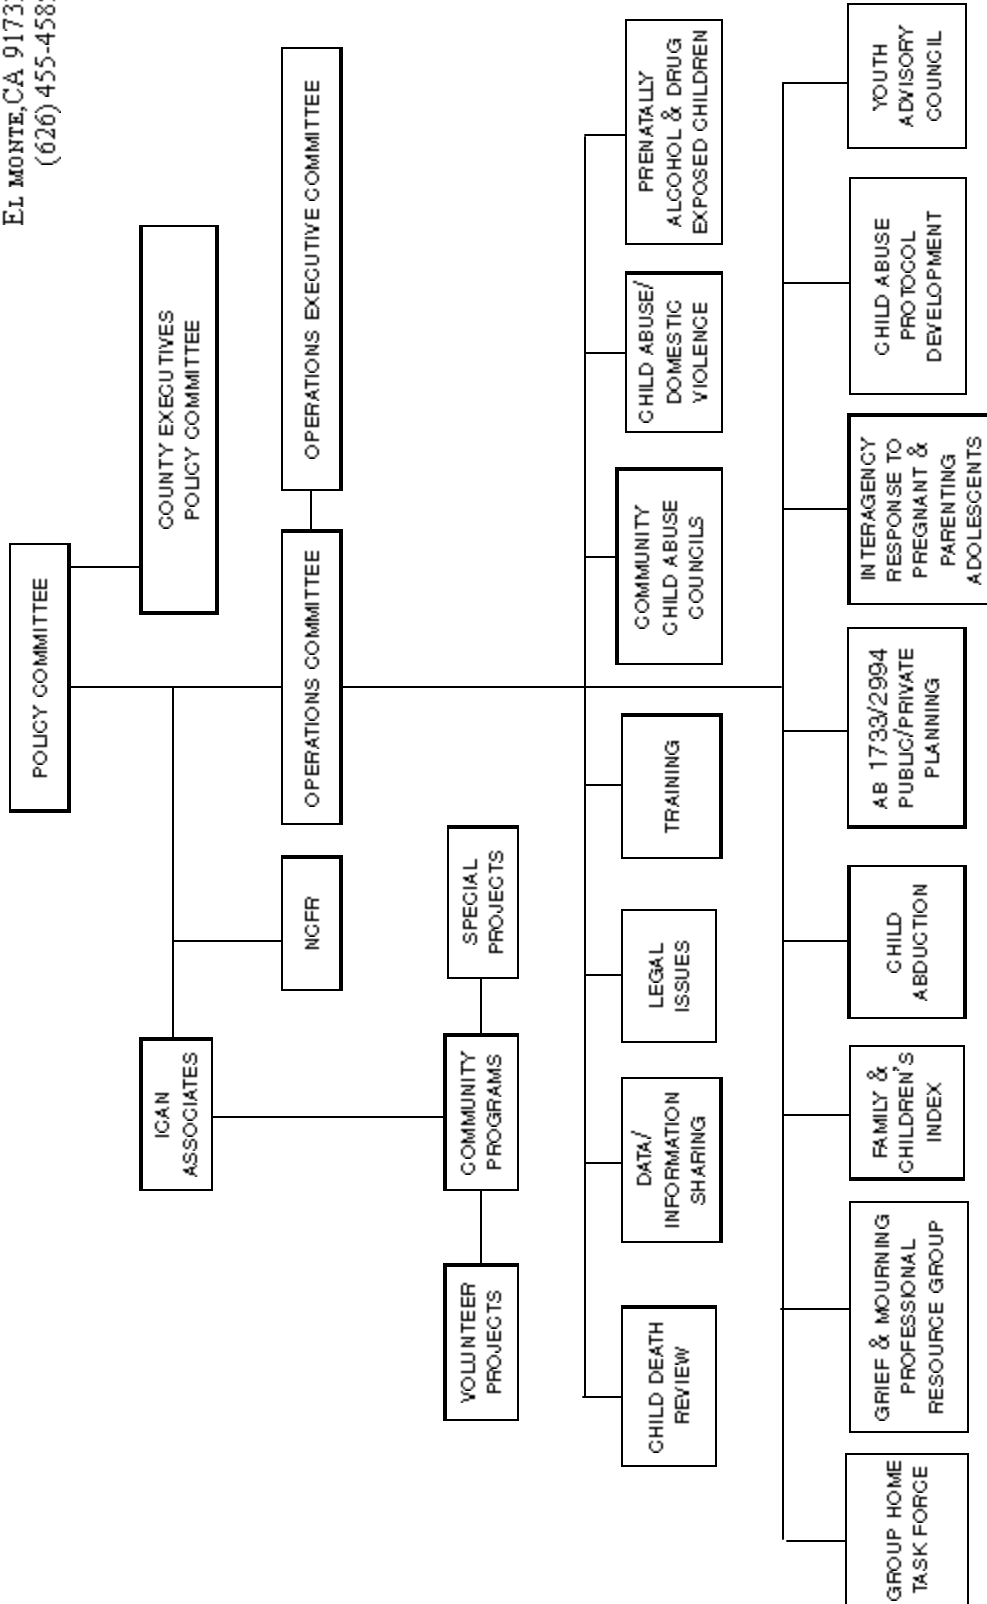 EL MONTE, CA 9173
(626) 455-458
POLICY COMMITTEE
COUNTY EXECUTIVES
POLICY COMMITTEE
ICAN
ASSOCIATES
NCFR
OPERATIONS COMMITTEE
OPERATIONS EXECUTIVE COMMITTEE
VOLUNTEER
PROJECTS
COMMUNITY
PROGRAMS
SPECIAL
PROJECTS
CHILD DEATH
REVIEW
DATA/
INFORMATION
SHARING
LEGAL
ISSUES
TRAINING
COMMUNITY
CHILD ABUSE
COUNCILS
CHILD ABUSE/
DOMESTIC
VIOLENCE
PRENATALLY
ALCOHOL & DRUG
EXPOSED CHILDREN
GROUP HOME
TASK FORCE
GRIEF & MOURNING
PROFESSIONAL
RESOURCE GROUP
FAMILY &
CHILDREN'S
INDEX
CHILD
ABDUCTION
AB 1733/2994
PUBLIC/PRIVATE
PLANNING
INTERAGENCY
RESPONSE TO
PREGNANT &
PARENTING
ADOLESCENTS
CHILD ABUSE
PROTOCOL
DEVELOPMENT
YOUTH
ADVISORY
COUNCIL